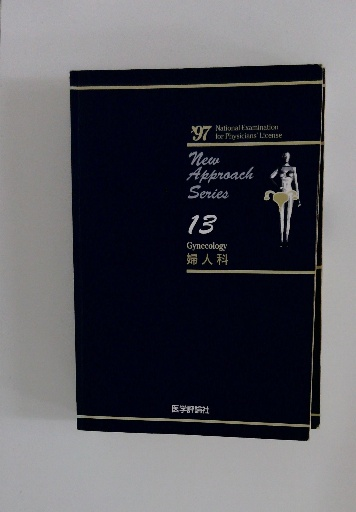 '97 National Examination
for Physicians' License
New
Approach
Series
13
Gynecology
婦人科
医学評論社